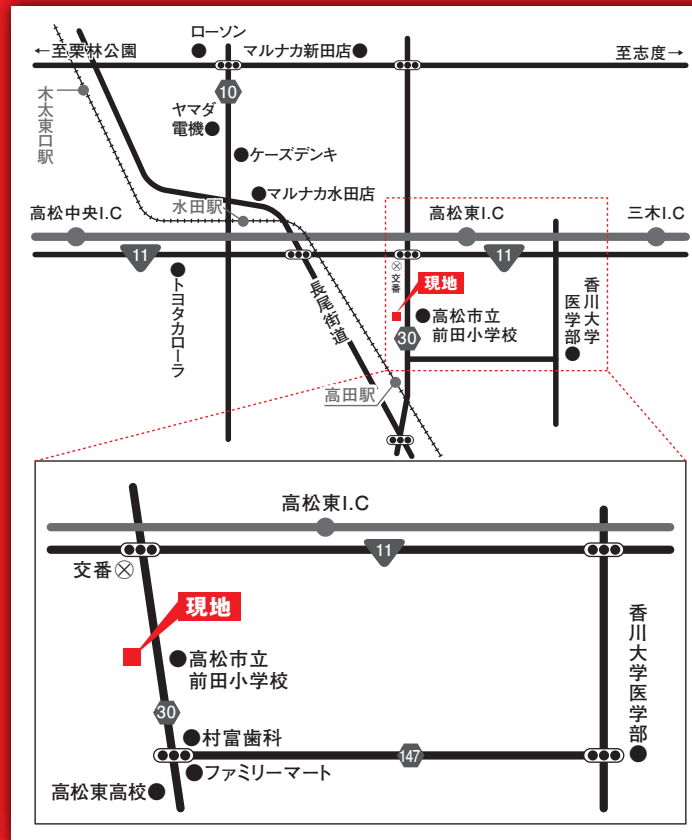 ローソン
←至栗林公園
マルナカ新田店
至志度→
木太東口駅
10
ヤマダ
電機
ケーズデンキ
マルナカ水田店
水田駅
高松中央I.C
高松東I.C
三木I.C
11
11
トヨタカローラ
長尾街道
交番
現地
高松市立
前田小学校
30
香川大学
医学部
高田駅
高松東I.C
11
交番
現地
高松市立
前田小学校
30
香川大学医学部
村富歯科
147
ファミリーマート
高松東高校